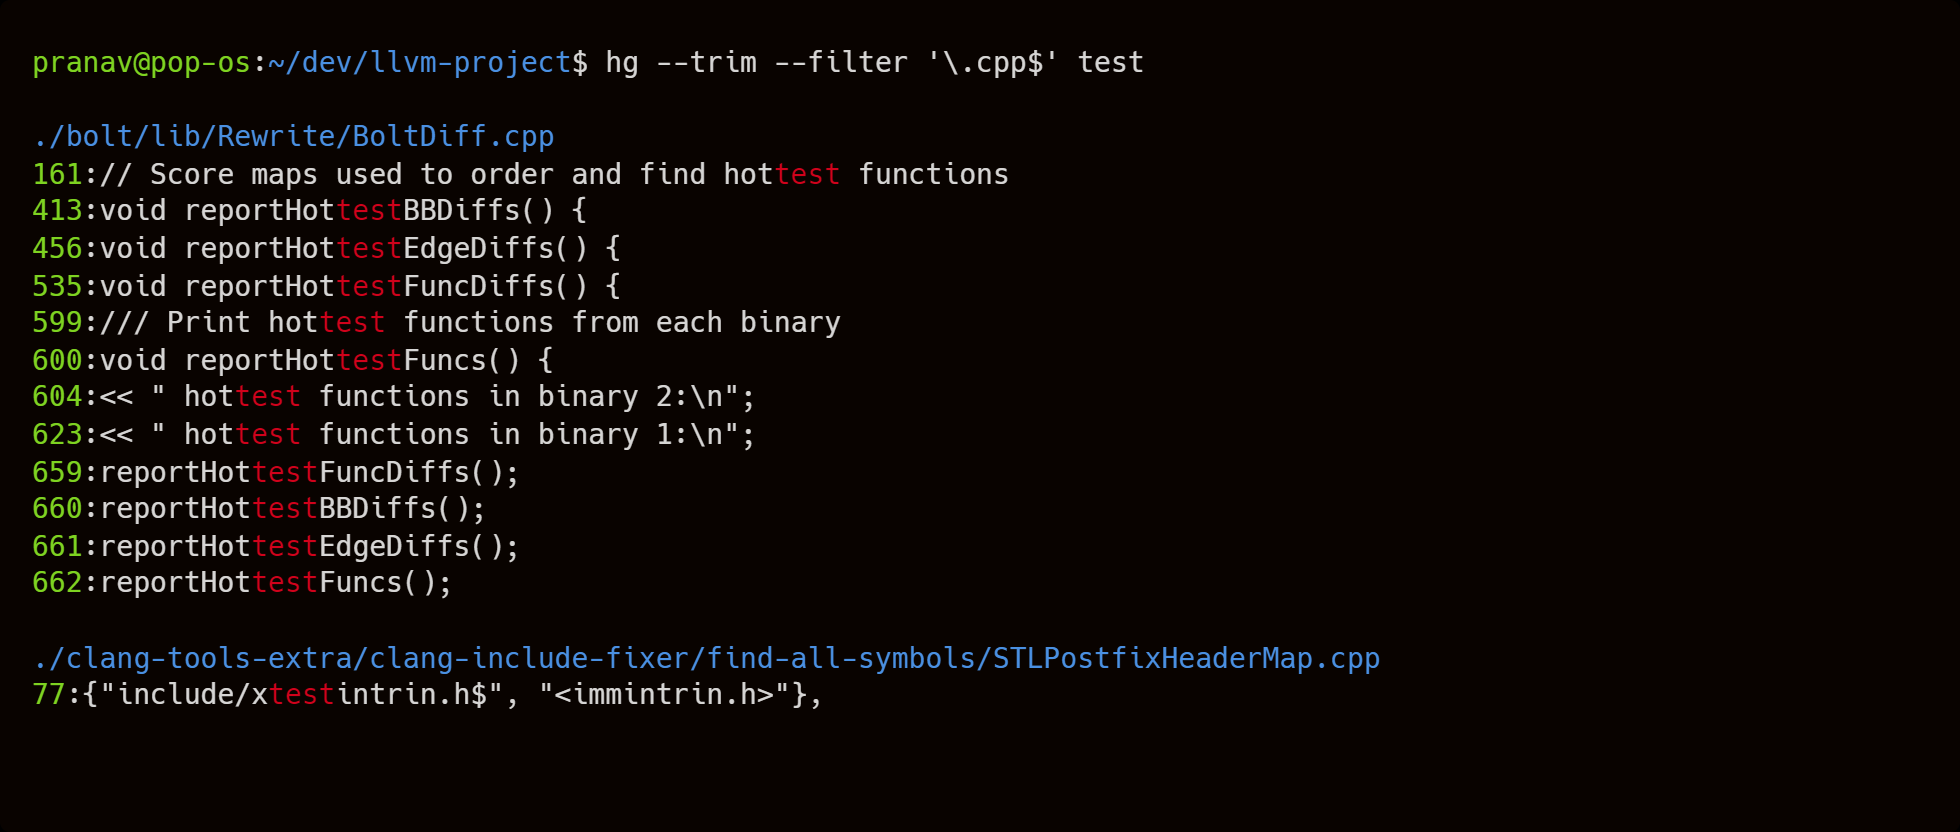 pranav@pop-os:~/dev/llvm-project$ hg --trim --filter '\.cpp$' test
./bolt/lib/Rewrite/BoltDiff.cpp
161:// Score maps used to order and find hottest functions
413:void reportHottestBBDiffs() {
456:void reportHottestEdgeDiffs() {
535:void reportHottestFuncDiffs() {
599:/// Print hottest functions from each binary
600:void reportHottestFuncs() {
604:<< " hottest functions in binary 2:\n";
623:<< " hottest functions in binary 1:\n";
659:reportHottestFuncDiffs();
660:reportHottestBBDiffs();
661:reportHottestEdgeDiffs();
662:reportHottestFuncs();
./clang-tools-extra/clang-include-fixer/find-all-symbols/STLPostfixHeaderMap.cpp
77:{"include/xtestintrin.h$", "<immintrin.h>"},